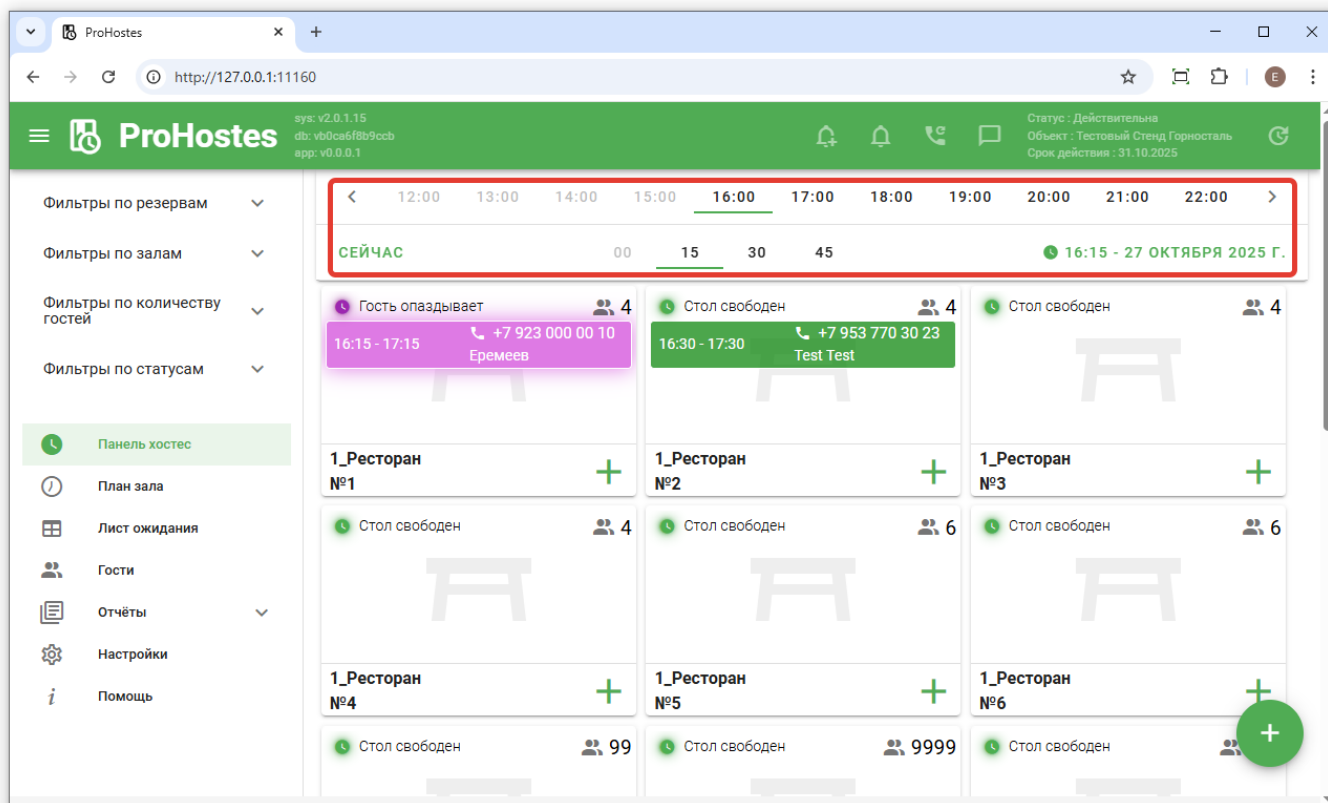 ProHostes
http://127.0.0.1:11160
E
ProHostes
sys: v2.0.1.15
db: vb0ca6f8b9ccb
app: v0.0.0.1
Статус : Действительна
Объект : Тестовый Стенд Горносталь
Срок действия : 31.10.2025
Фильтры по резервам
Фильтры по залам
Фильтры по количеству
гостей
Фильтры по статусам
Панель хостес
План зала
Лист ожидания
Гости
Отчёты
Настройки
Помощь
12:00 13:00 14:00 15:00 16:00 17:00 18:00 19:00 20:00 21:00 22:00
СЕЙЧАС 00 15 30 45 16:15 - 27 ОКТЯБРЯ 2025 Г.
Гость опаздывает 4
16:15 - 17:15
+7 923 000 00 10
Еремеев
1_Ресторан
№1
Стол свободен 4
16:30 - 17:30
+7 953 770 30 23
Test Test
1_Ресторан
№2
Стол свободен 4
1_Ресторан
№3
Стол свободен 4
1_Ресторан
№4
Стол свободен 6
1_Ресторан
№5
Стол свободен 6
1_Ресторан
№6
Стол свободен 99
Стол свободен 9999
Стол свободен